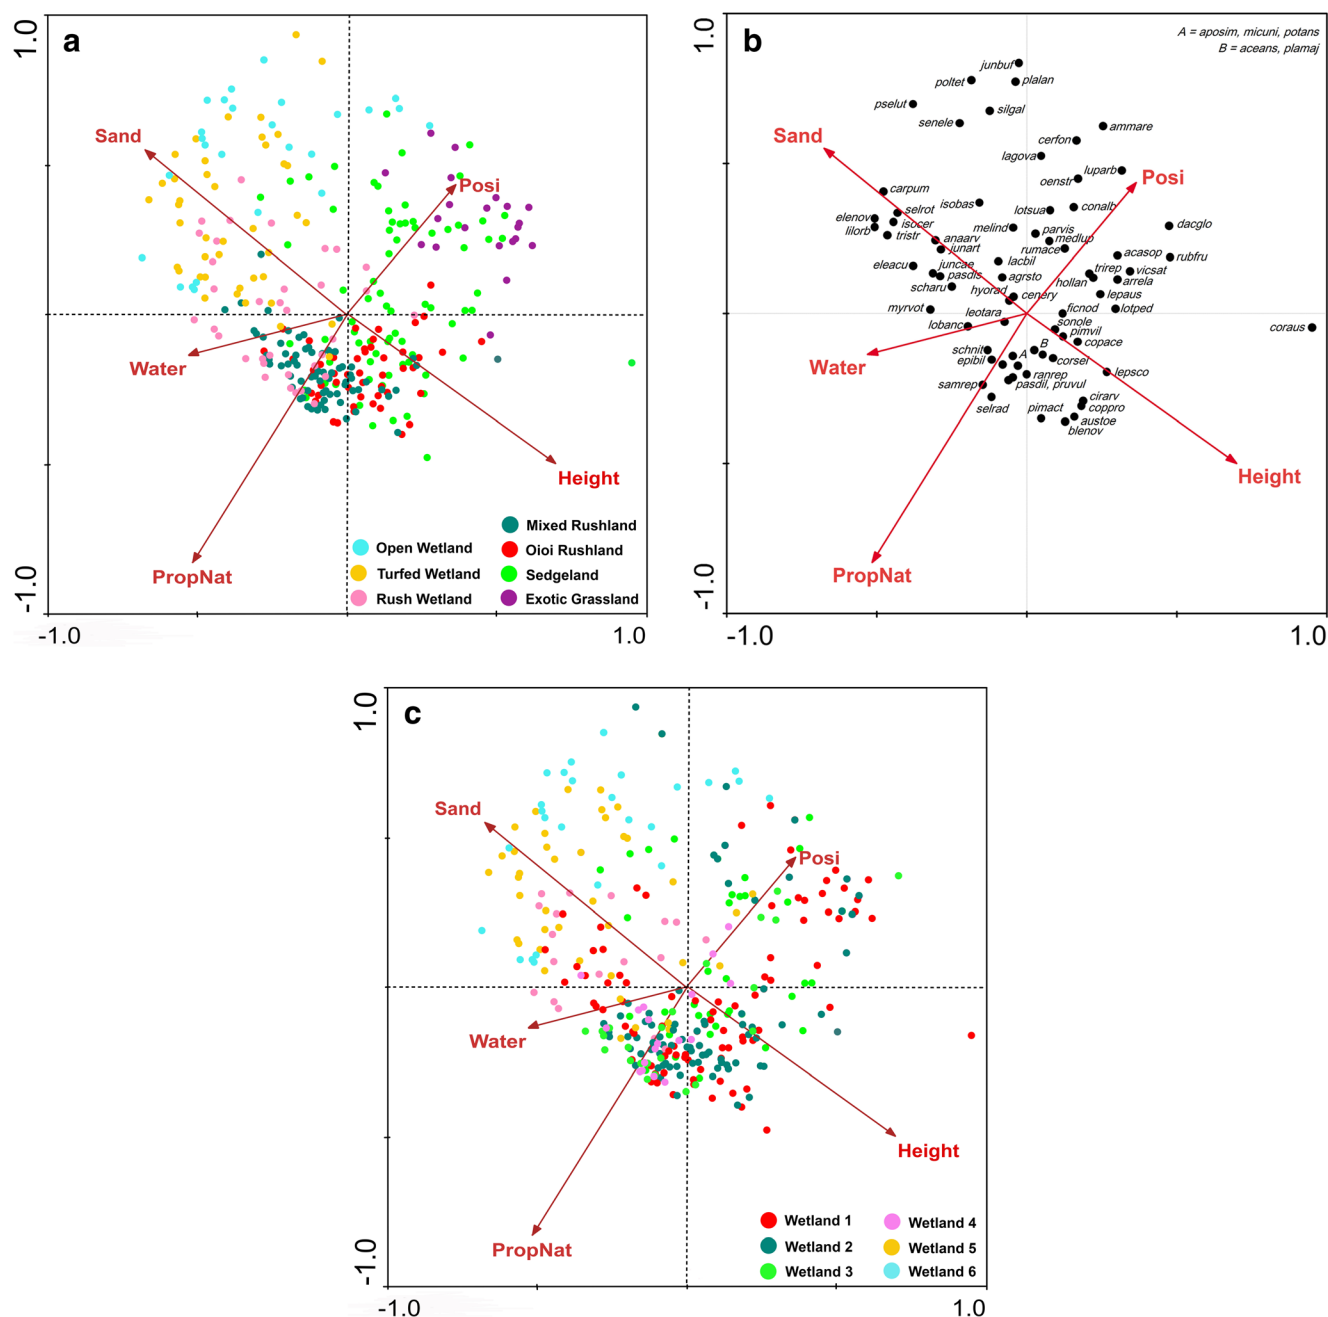 a
1.0
Sand
Posi
Water
Height
PropNat
Mixed Rushland
Open Wetland
Oioi Rushland
Turfed Wetland
Sedgeland
Rush Wetland
Exotic Grassland
-1.0
-1.0
1.0
b
1.0
A = aposim, micuni, potans
B = aceans, plamaj
junbuf
poltet
plalan
pselut
silgal
senele
ammare
cerfon
Sand
lagova
luparb
Posi
oenstr
carpum
isobas
conalb
selrot
lotsua
elenov
isocer
dacglo
lilorb
melind
parvis
tristr
anaarv
medlup
junart
rumace
acasop
rubfru
eleacu
juncae
lacbil
trirep
vicsat
pasdis
agrsto
hollan
arrela
scharu
hyorad
cenery
lepaus
myrvot
leotara
ficnod
lotped
lobanc
sonole
coraus
pimvil
copace
schnit
A
B
Water
epibil
corsel
lepsco
ranrep
samrep
pasdil, pruvul
cirarv
selrad
pimact
coppro
austoe
blenov
Height
PropNat
-1.0
-1.0
1.0
c
1.0
Sand
Posi
Water
Height
PropNat
Wetland 1
Wetland 4
Wetland 2
Wetland 5
Wetland 3
Wetland 6
-1.0
-1.0
1.0